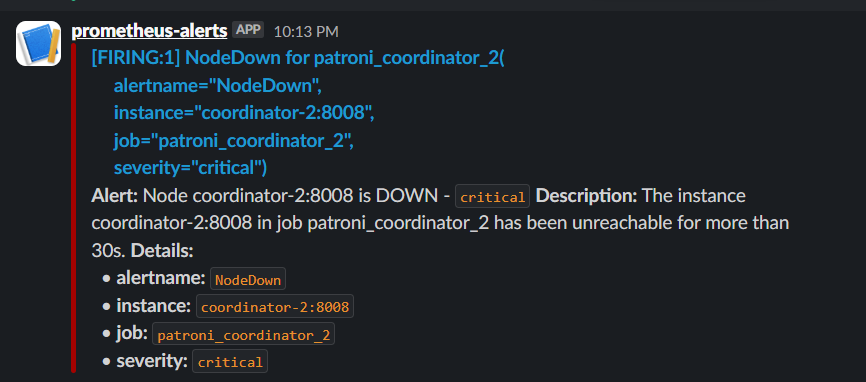 prometheus-alerts APP 10:13 PM
[FIRING:1] NodeDown for patroni_coordinator_2(
alertname="NodeDown",
instance="coordinator-2:8008",
job="patroni_coordinator_2",
severity="critical")
Alert: Node coordinator-2:8008 is DOWN - critical Description: The instance
coordinator-2:8008 in job patroni_coordinator_2 has been unreachable for more than
30s. Details:
• alertname: NodeDown
• instance: coordinator-2:8008
• job: patroni_coordinator_2
• severity: critical